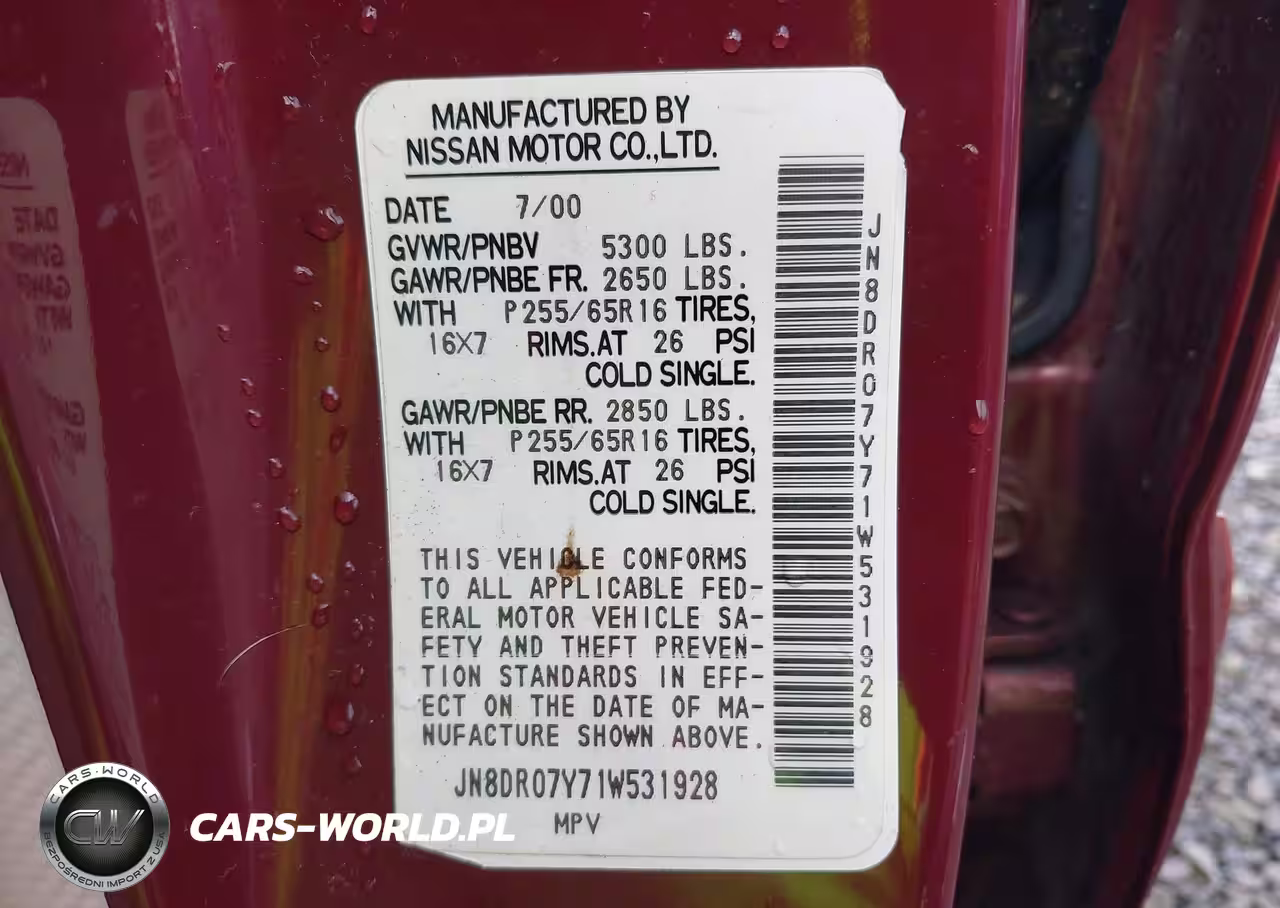 MANUFACTURED BY
NISSAN MOTOR CO.,LTD.
DATE 7/00
GVWR/PNBV 5300 LBS.
GAWR/PNBE FR. 2650 LBS.
WITH P255/65R16 TIRES,
16X7 RIMS.AT 26 PSI
COLD SINGLE.
GAWR/PNBE RR. 2850 LBS.
WITH P255/65R16 TIRES,
16X7 RIMS.AT 26 PSI
COLD SINGLE.
THIS VEHICLE CONFORMS
TO ALL APPLICABLE FED-
ERAL MOTOR VEHICLE SA-
FETY AND THEFT PREVEN-
TION STANDARDS IN EFF-
ECT ON THE DATE OF MA-
NUFACTURE SHOWN ABOVE.
JN8DR07Y71W531928
MPV
JN8DR07Y71W531928
CARS-WORLD
CW
BEZPOŚREDNI IMPORT Z USA
CARS-WORLD.PL